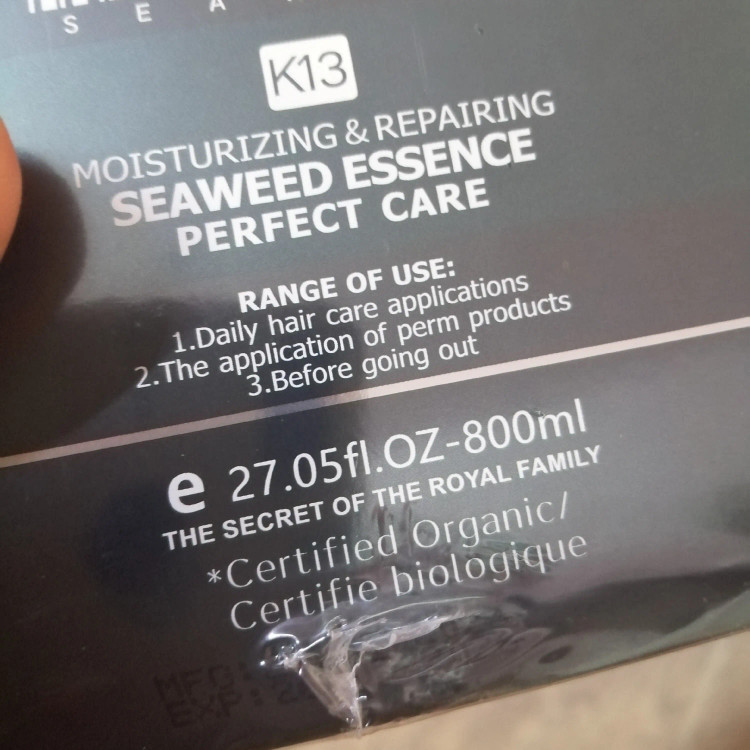 S E A
K13
MOISTURIZING & REPAIRING
SEAWEED ESSENCE
PERFECT CARE
RANGE OF USE:
1.Daily hair care applications
2.The application of perm products
3.Before going out
e 27.05fl.OZ-800ml
THE SECRET OF THE ROYAL FAMILY
*Certified Organic/
Certifie biologique
MFG:
EXP: